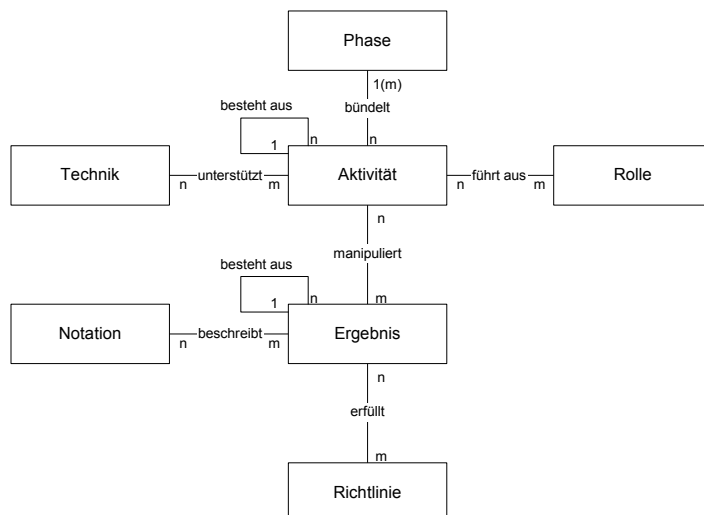 Phase
1(m)
besteht aus
bündelt
1
n
n
Technik
n
unterstützt
m
Aktivität
n
führt aus
m
Rolle
n
manipuliert
besteht aus
1
n
m
Notation
n
beschreibt
m
Ergebnis
n
erfüllt
m
Richtlinie